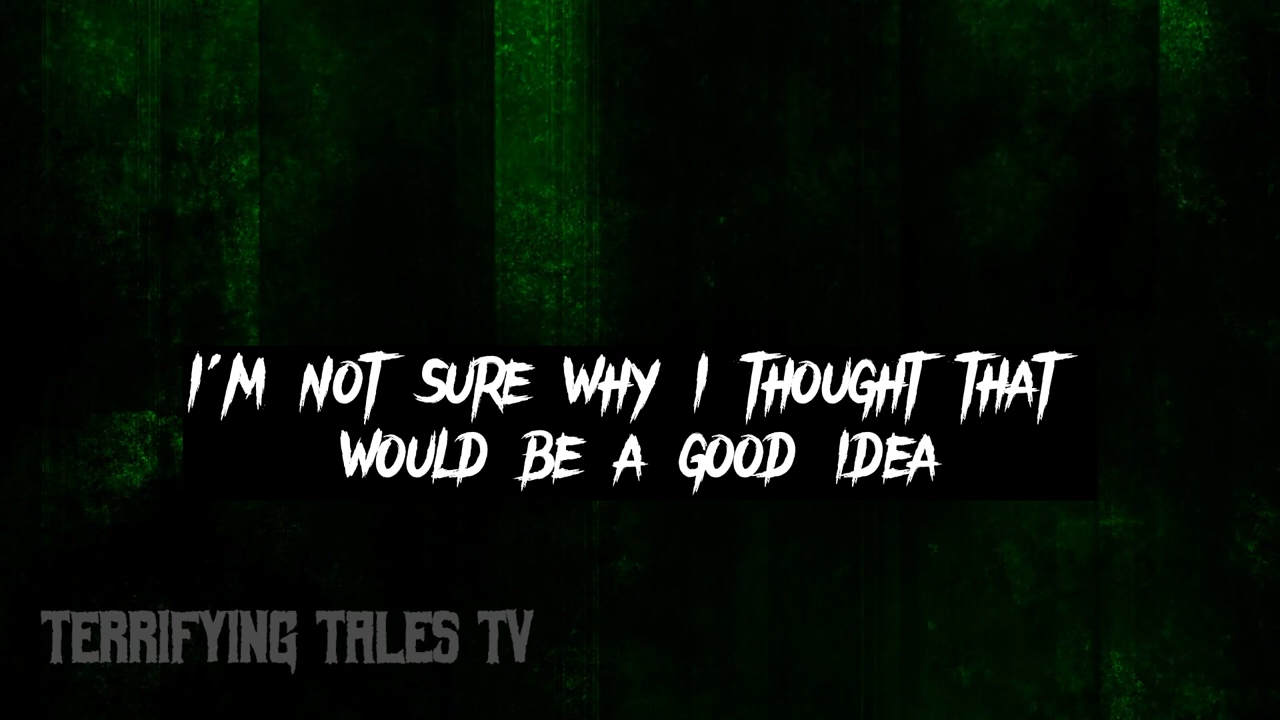 I'M NOT SURE WHY I THOUGHT THAT
WOULD BE A GOOD IDEA
TERRIFYING TALES TV